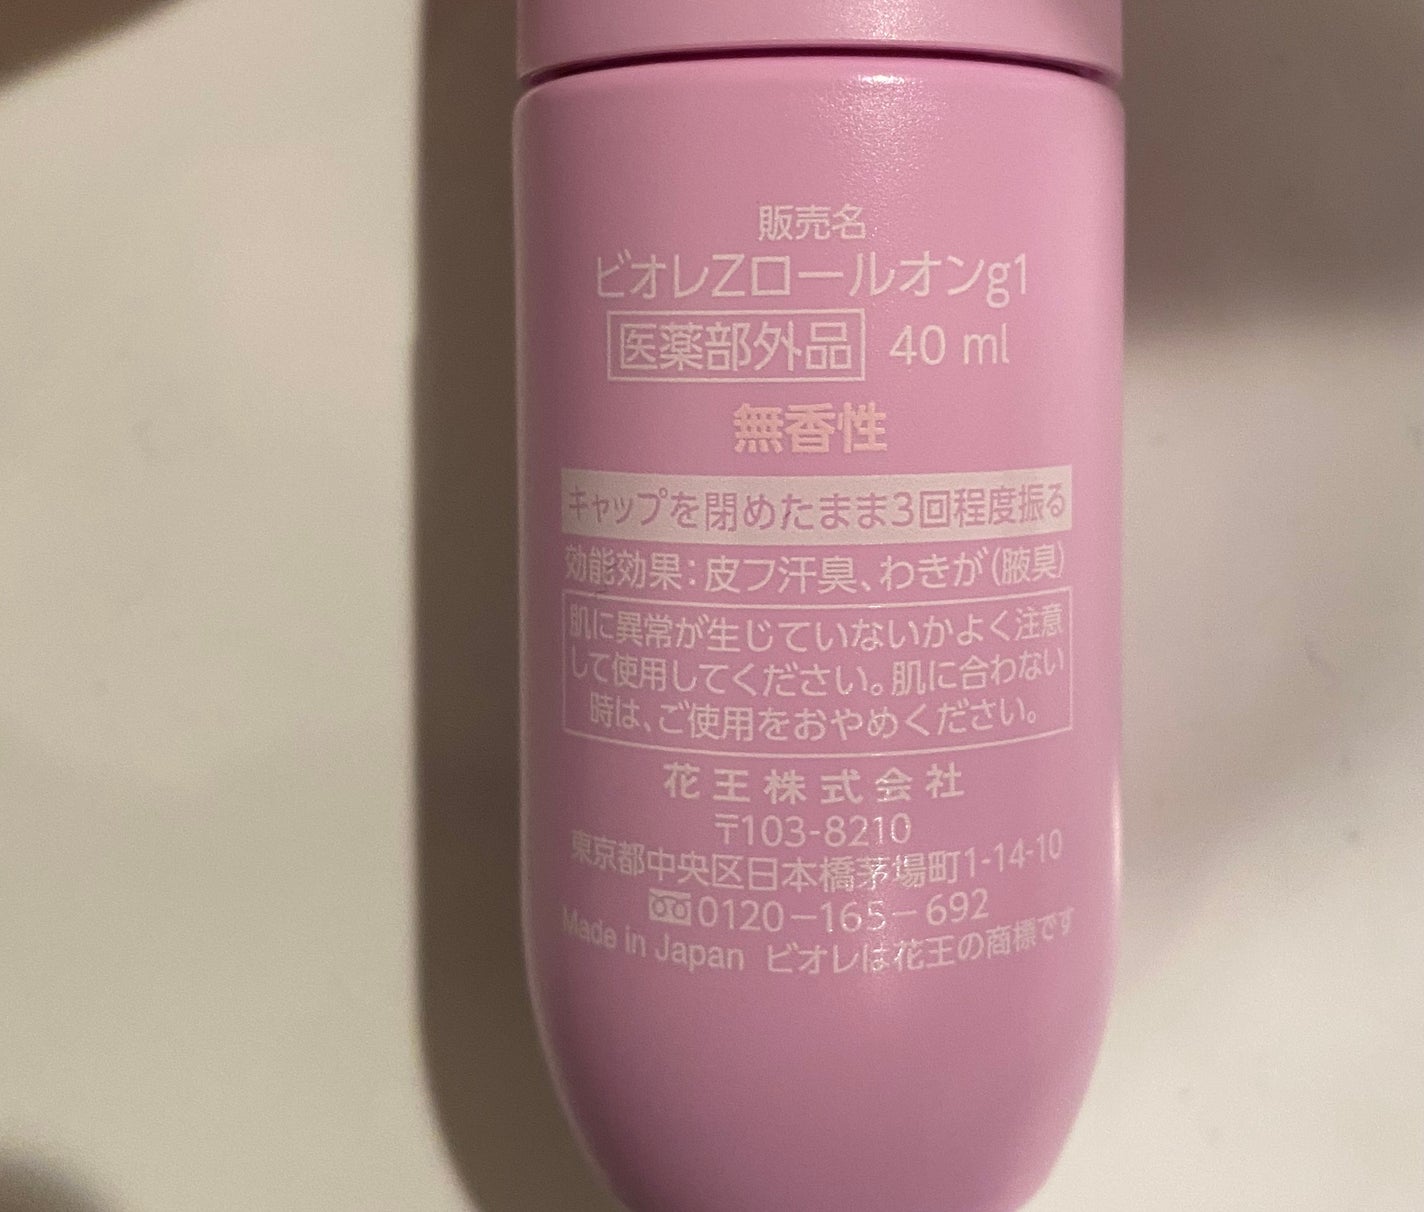 販売名
ビオレZロールオンg1
医薬部外品 40 ml
無香性
キャップを閉めたまま3回程度振る
効能効果:皮フ汗臭、わきが(腋臭)
肌に異常が生じていないかよく注意
して使用してください。肌に合わない
時は、ご使用をおやめください。
花王株式会社
〒103-8210
東京都中央区日本橋茅場町1-14-10
0120-165-692
Made in Japan ビオレは花王の商標です